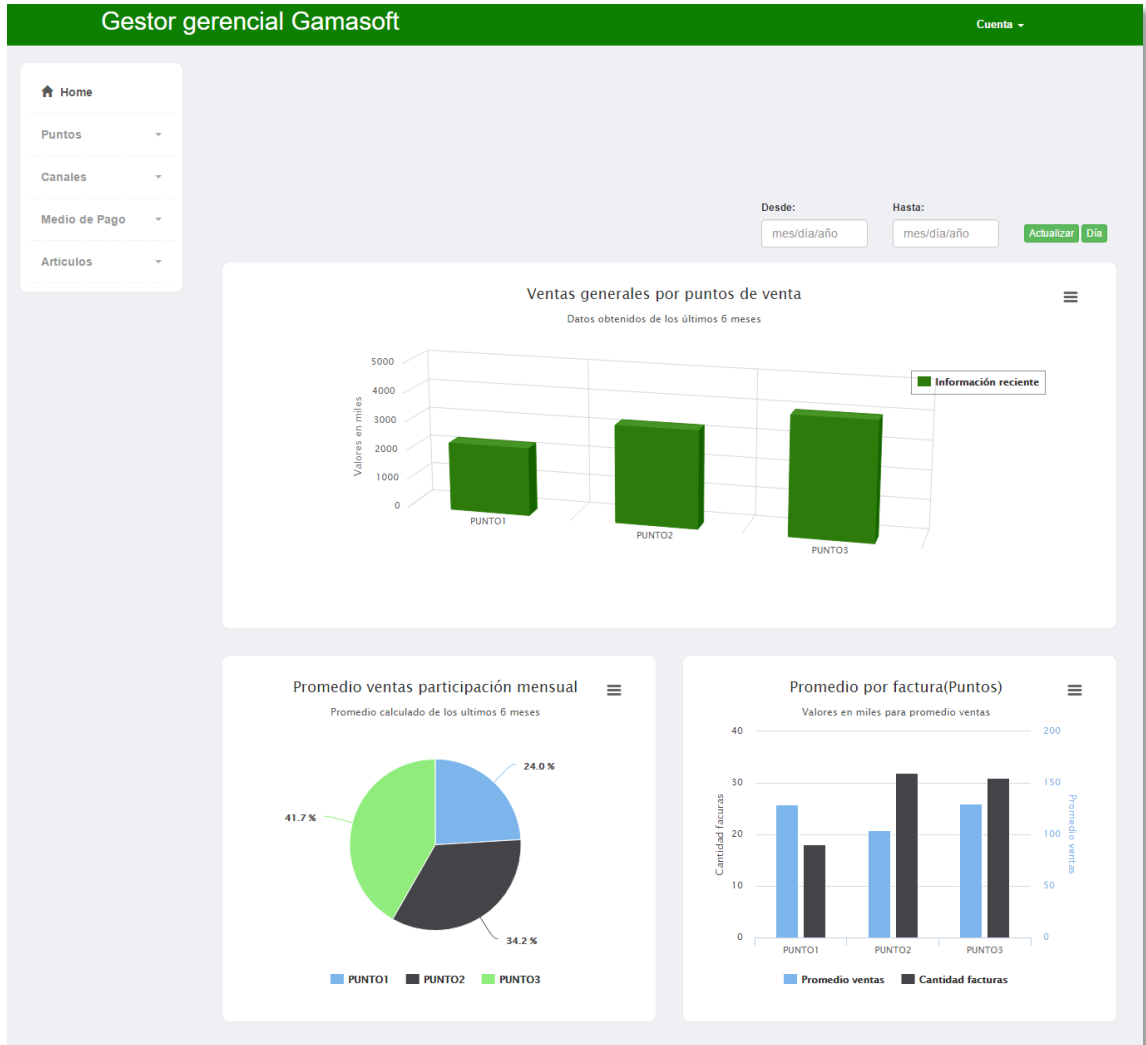 Gestor gerencial Gamasoft
Cuenta
Home
Puntos
Canales
Medio de Pago
Articulos
Desde:
Hasta:
mes/día/año
mes/día/año
Actualizar
Día
Ventas generales por puntos de venta
Datos obtenidos de los últimos 6 meses
Valores en miles
5000
4000
3000
2000
1000
0
PUNTO1
PUNTO2
PUNTO3
Información reciente
Promedio ventas participación mensual
Promedio calculado de los ultimos 6 meses
24.0 %
41.7 %
34.2 %
PUNTO1
PUNTO2
PUNTO3
Promedio por factura(Puntos)
Valores en miles para promedio ventas
Cantidad facuras
40
30
20
10
0
200
150
100
50
0
Promedio ventas
PUNTO1
PUNTO2
PUNTO3
Promedio ventas
Cantidad facturas